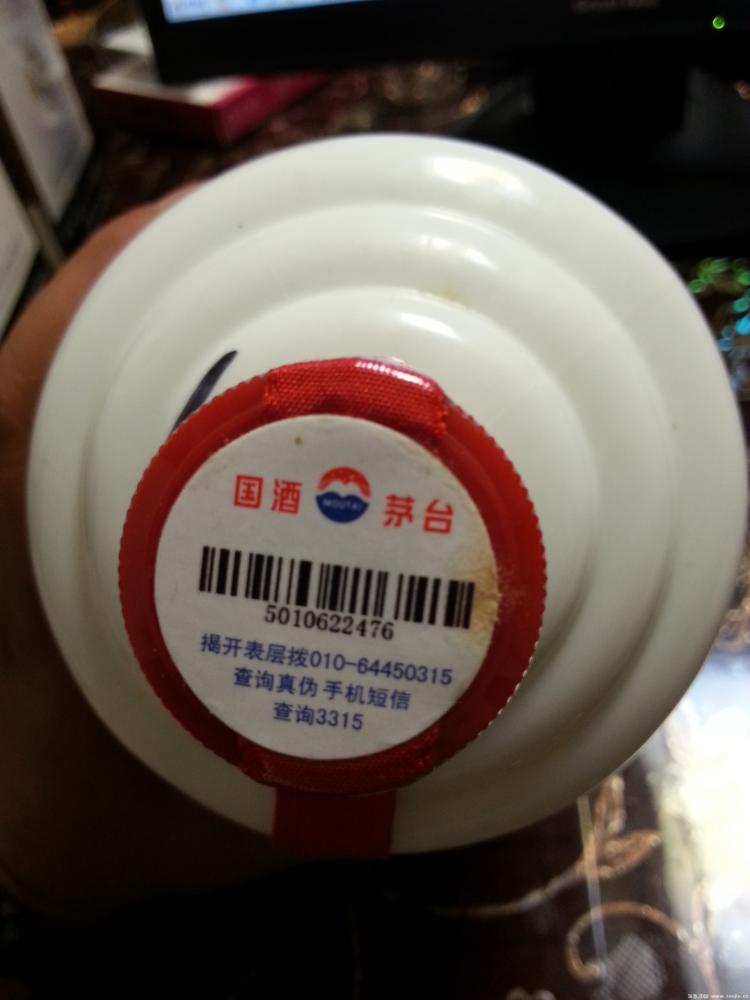 国酒 MOUTAI 茅台
5010622476
揭开表层拨010-64450315
查询真伪 手机短信
查询3315